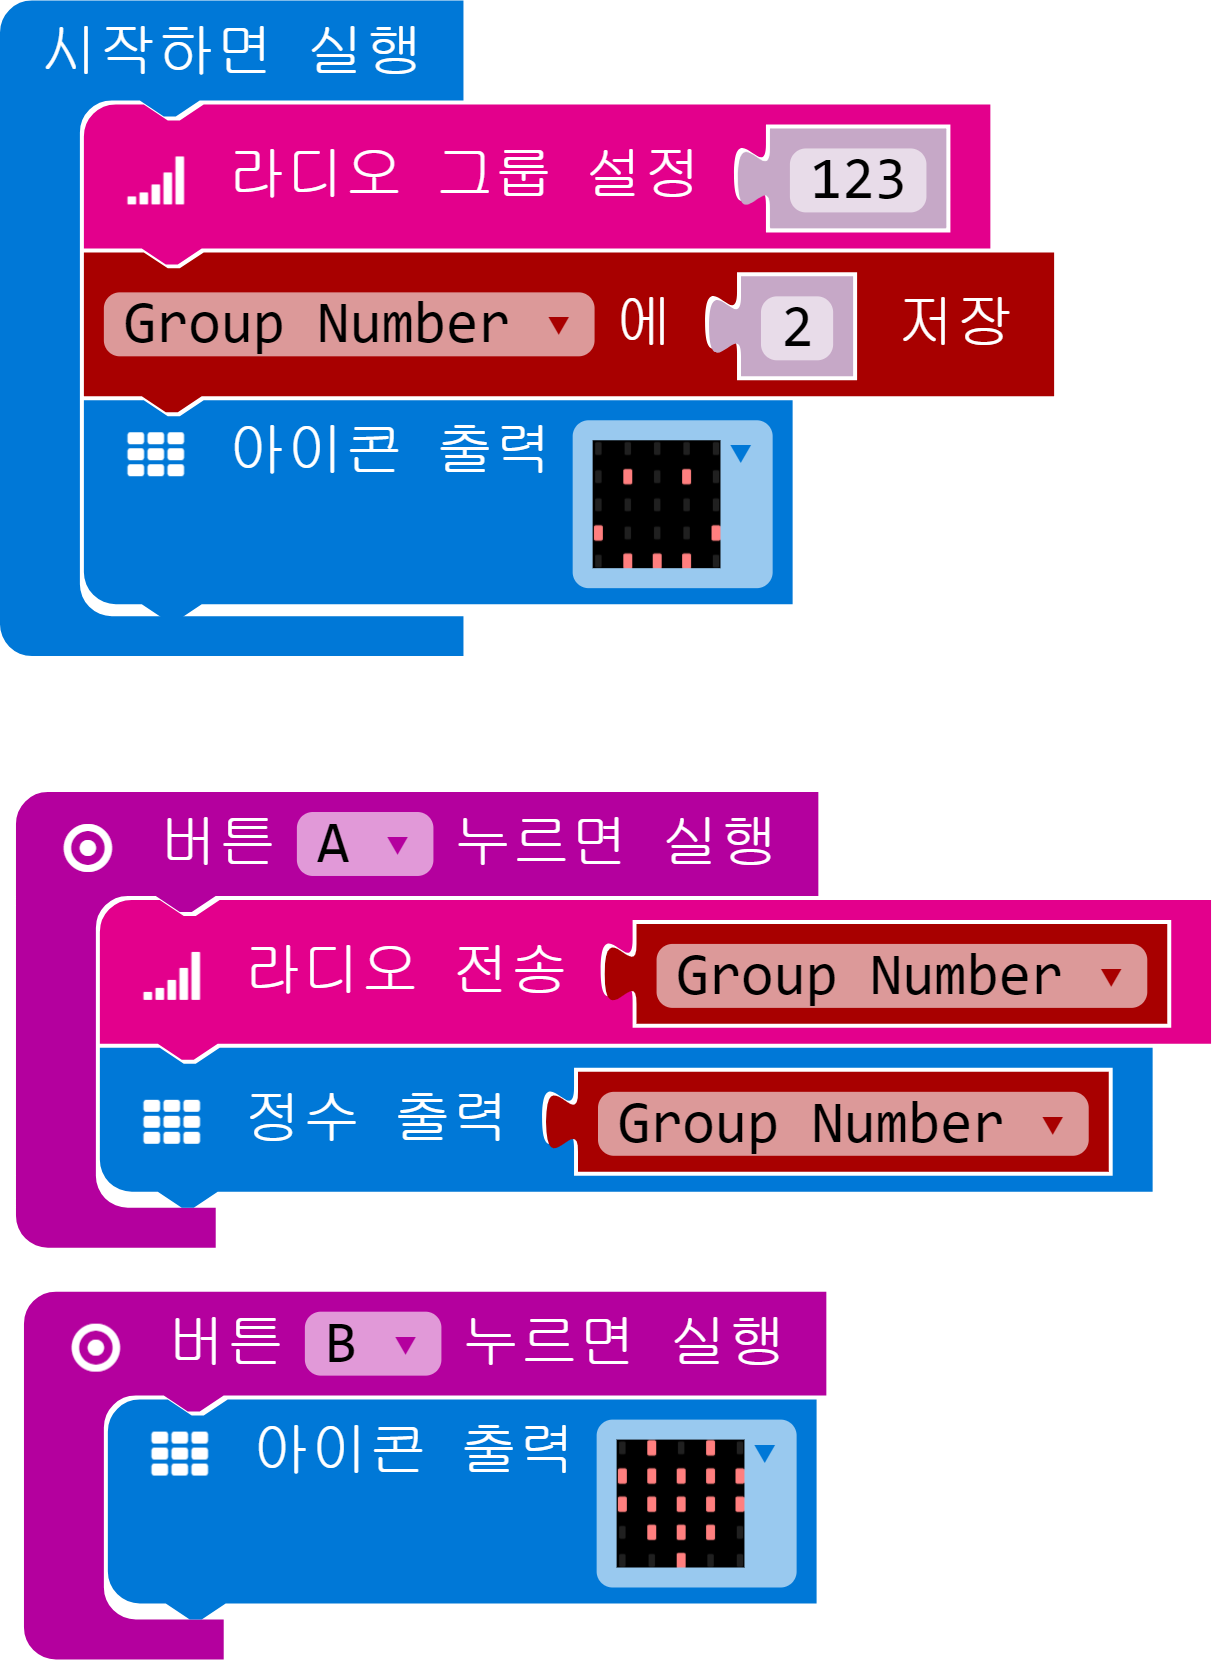 시작하면 실행
라디오 그룹 설정 123
Group Number 에 2 저장
아이콘 출력
버튼 A 누르면 실행
라디오 전송 Group Number
정수 출력 Group Number
버튼 B 누르면 실행
아이콘 출력